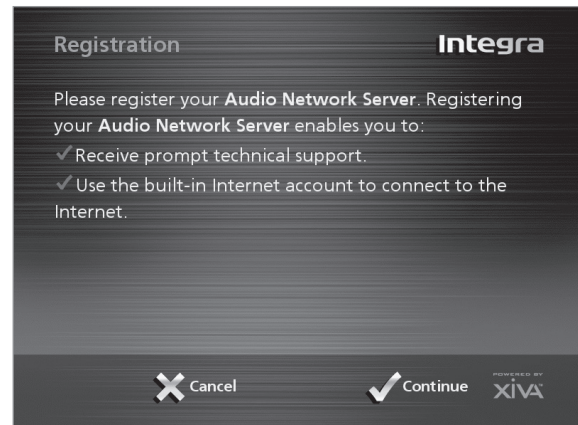 Registration
Integra
Please register your Audio Network Server. Registering
your Audio Network Server enables you to:
✓Receive prompt technical support.
✓Use the built-in Internet account to connect to the
Internet.
Cancel
Continue
POWERED BY
XiVA